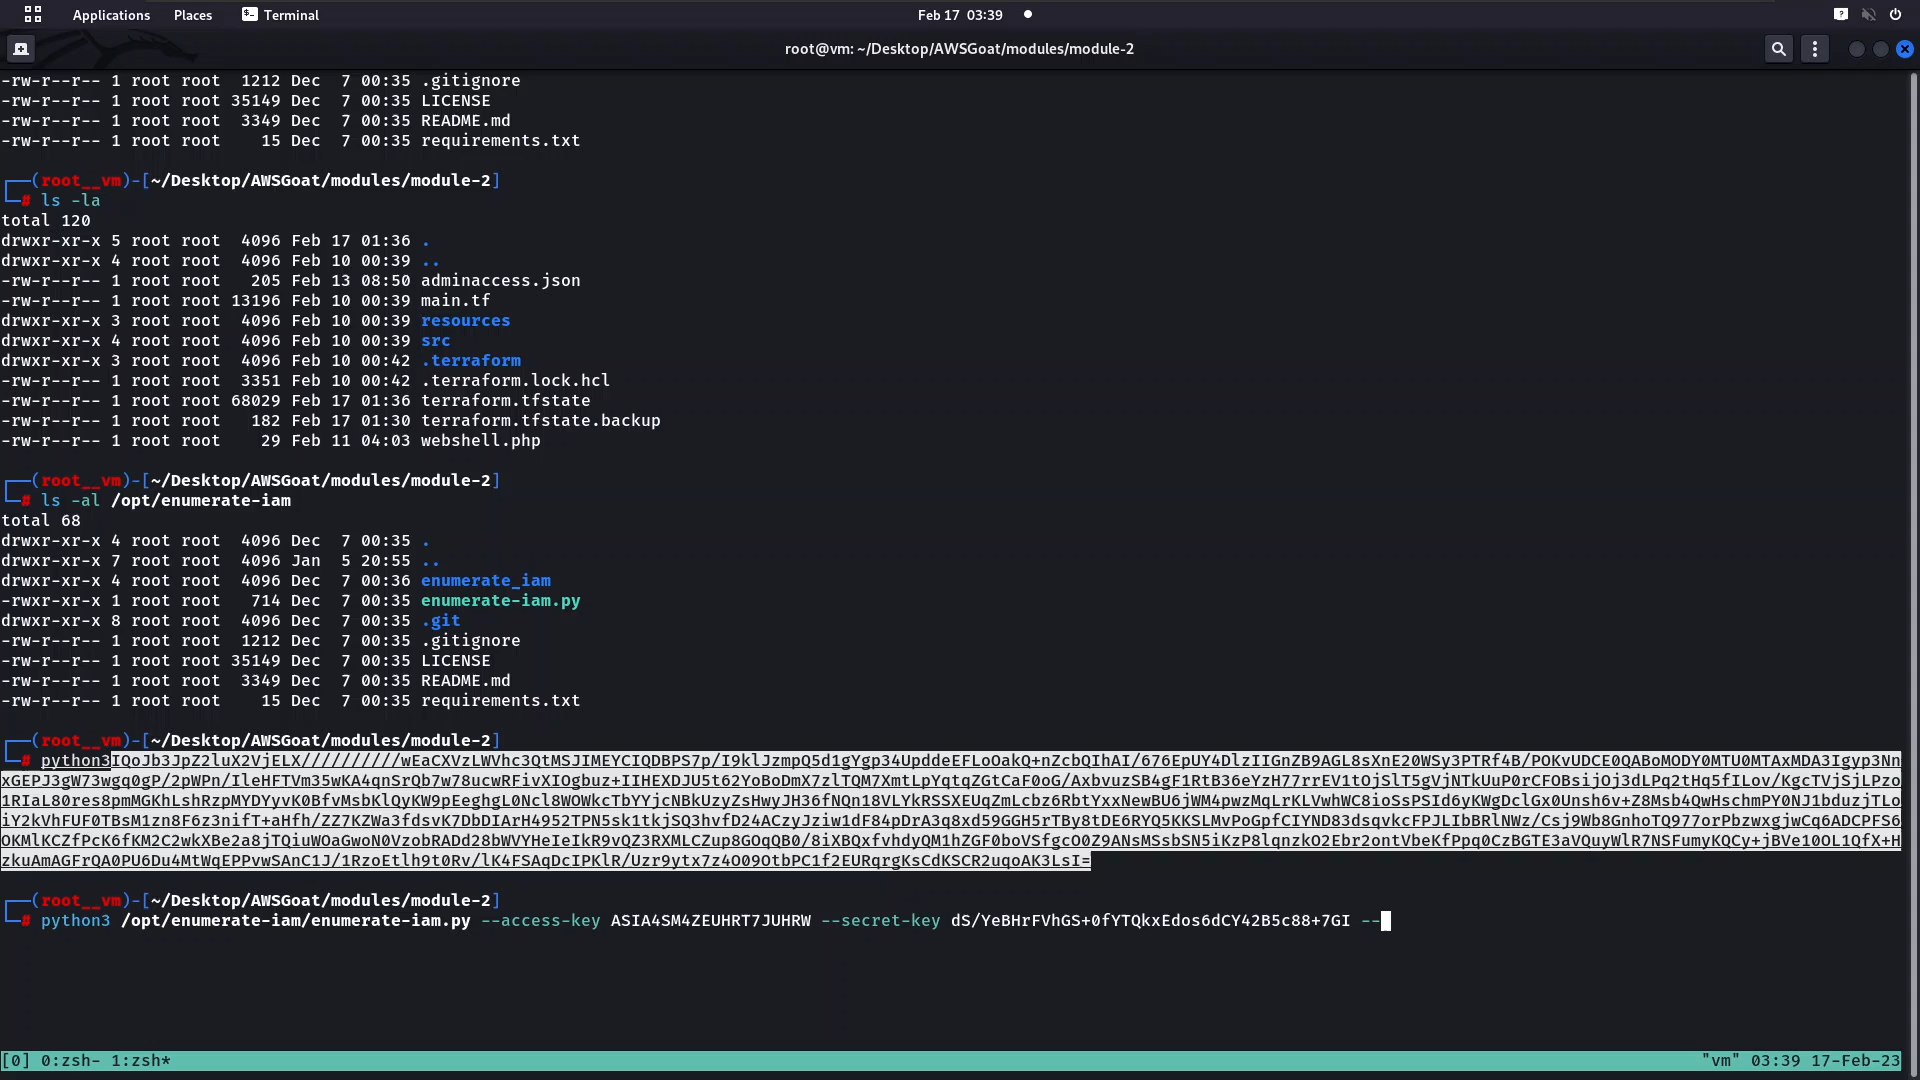 Applications Places Terminal Feb 17 03:39
root@vm: ~/Desktop/AWSGoat/modules/module-2
-rw-r--r-- 1 root root 1212 Dec 7 00:35 .gitignore
-rw-r--r-- 1 root root 35149 Dec 7 00:35 LICENSE
-rw-r--r-- 1 root root 3349 Dec 7 00:35 README.md
-rw-r--r-- 1 root root 15 Dec 7 00:35 requirements.txt
┌──(root__vm)-[~/Desktop/AWSGoat/modules/module-2]
└─# ls -la
total 120
drwxr-xr-x 5 root root 4096 Feb 17 01:36 .
drwxr-xr-x 4 root root 4096 Feb 10 00:39 ..
-rw-r--r-- 1 root root 205 Feb 13 08:50 adminaccess.json
-rw-r--r-- 1 root root 13196 Feb 10 00:39 main.tf
drwxr-xr-x 3 root root 4096 Feb 10 00:39 resources
drwxr-xr-x 4 root root 4096 Feb 10 00:39 src
drwxr-xr-x 3 root root 4096 Feb 10 00:42 .terraform
-rw-r--r-- 1 root root 3351 Feb 10 00:42 .terraform.lock.hcl
-rw-r--r-- 1 root root 68029 Feb 17 01:36 terraform.tfstate
-rw-r--r-- 1 root root 182 Feb 17 01:30 terraform.tfstate.backup
-rw-r--r-- 1 root root 29 Feb 11 04:03 webshell.php
┌──(root__vm)-[~/Desktop/AWSGoat/modules/module-2]
└─# ls -al /opt/enumerate-iam
total 68
drwxr-xr-x 4 root root 4096 Dec 7 00:35 .
drwxr-xr-x 7 root root 4096 Jan 5 20:55 ..
drwxr-xr-x 4 root root 4096 Dec 7 00:36 enumerate_iam
-rwxr-xr-x 1 root root 714 Dec 7 00:35 enumerate-iam.py
drwxr-xr-x 8 root root 4096 Dec 7 00:35 .git
-rw-r--r-- 1 root root 1212 Dec 7 00:35 .gitignore
-rw-r--r-- 1 root root 35149 Dec 7 00:35 LICENSE
-rw-r--r-- 1 root root 3349 Dec 7 00:35 README.md
-rw-r--r-- 1 root root 15 Dec 7 00:35 requirements.txt
┌──(root__vm)-[~/Desktop/AWSGoat/modules/module-2]
└─# python3
┌──(root__vm)-[~/Desktop/AWSGoat/modules/module-2]
└─# python3 /opt/enumerate-iam/enumerate-iam.py --access-key ASIA4SM4ZEUHRT7JUHRW --secret-key dS/YeBHrFVhGS+0fYTQkxEdos6dCY42B5c88+7GI --
[0] 0:zsh- 1:zsh* "vm" 03:39 17-Feb-23